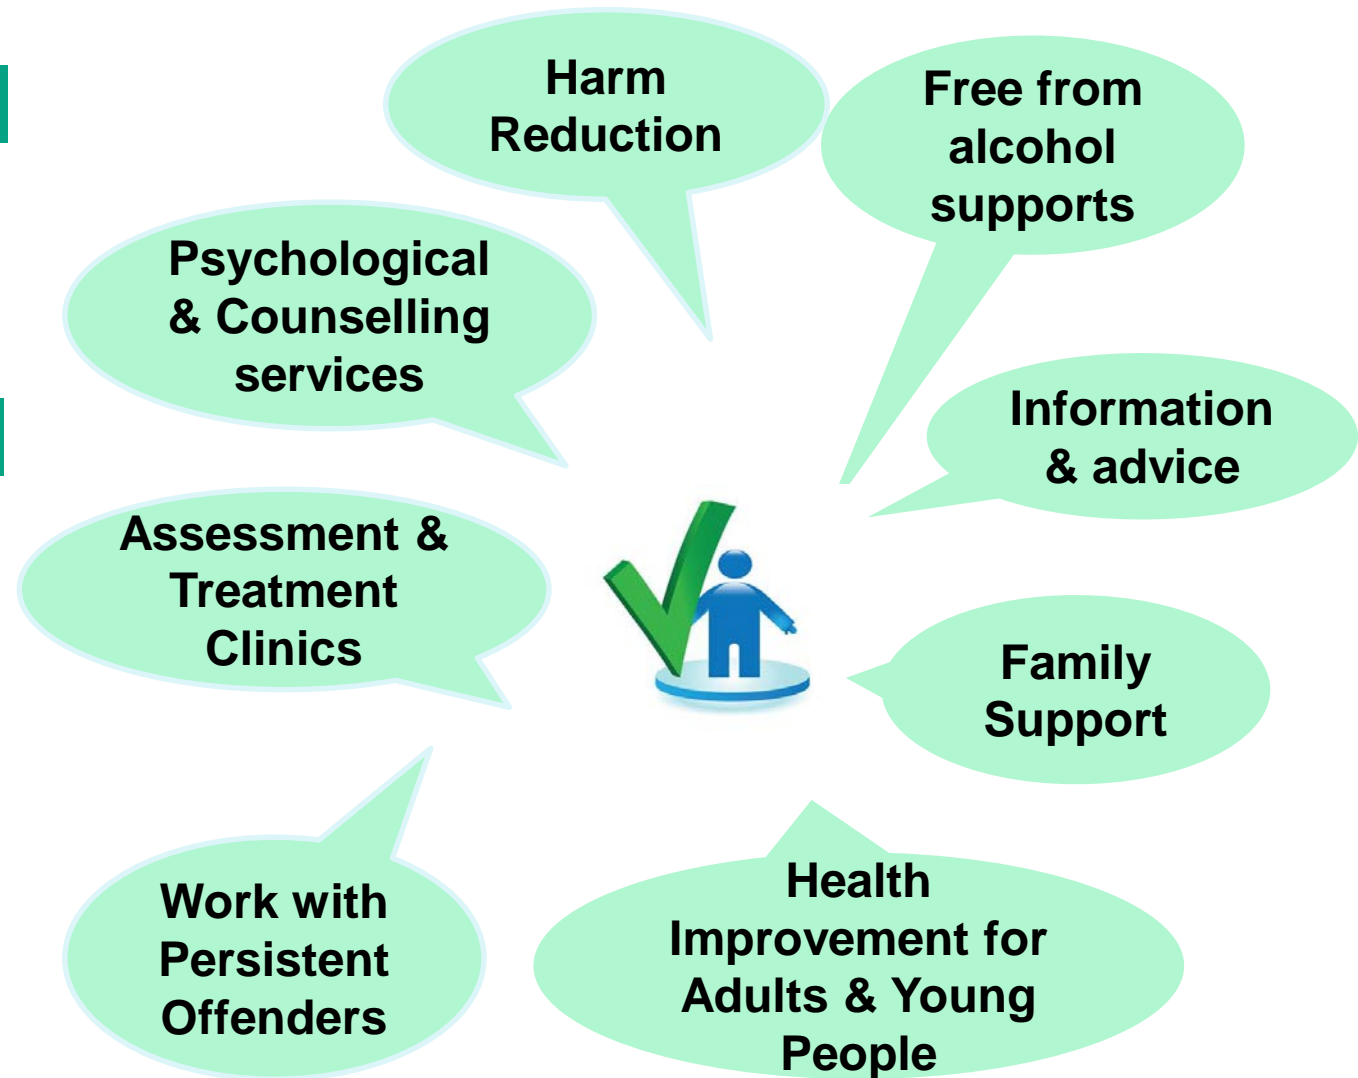 Harm
Reduction
Free from
alcohol
supports
Psychological
& Counselling
services
Information
& advice
Assessment &
Treatment
Clinics
Family
Support
Work with
Persistent
Offenders
Health
Improvement for
Adults & Young
People